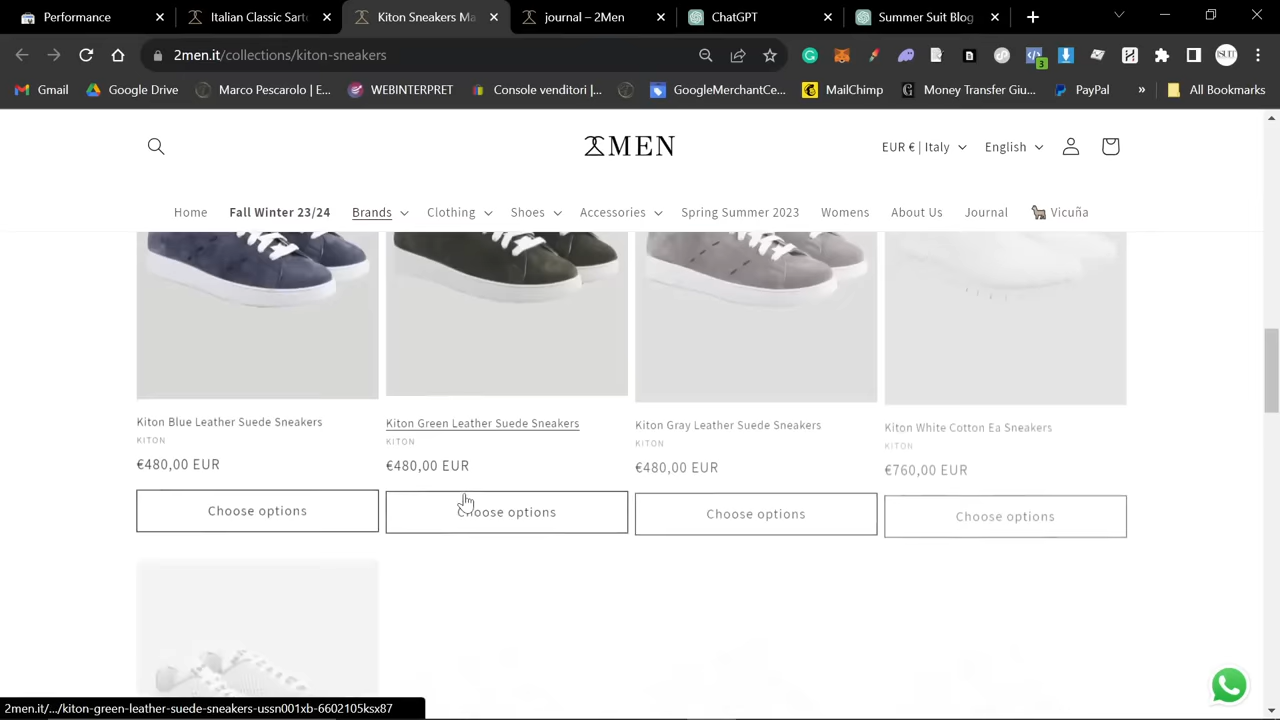 Performance
Italian Classic Sart
Kiton Sneakers Ma
journal – 2Men
ChatGPT
Summer Suit Blog
2men.it/collections/kiton-sneakers
3
Gmail
Google Drive
Marco Pescarolo | E...
WEBINTERPRET
Console venditori |...
GoogleMerchantCe...
MailChimp
Money Transfer Giu...
PayPal
»
All Bookmarks
2MEN
EUR € | Italy
English
Home
Fall Winter 23/24
Brands
Clothing
Shoes
Accessories
Spring Summer 2023
Womens
About Us
Journal
Vicuña
Kiton Blue Leather Suede Sneakers
KITON
€480,00 EUR
Choose options
Kiton Green Leather Suede Sneakers
KITON
€480,00 EUR
Choose options
Kiton Gray Leather Suede Sneakers
KITON
€480,00 EUR
Choose options
Kiton White Cotton Ea Sneakers
KITON
€760,00 EUR
Choose options
2men.it/.../kiton-green-leather-suede-sneakers-ussn001xb-6602105ksx87